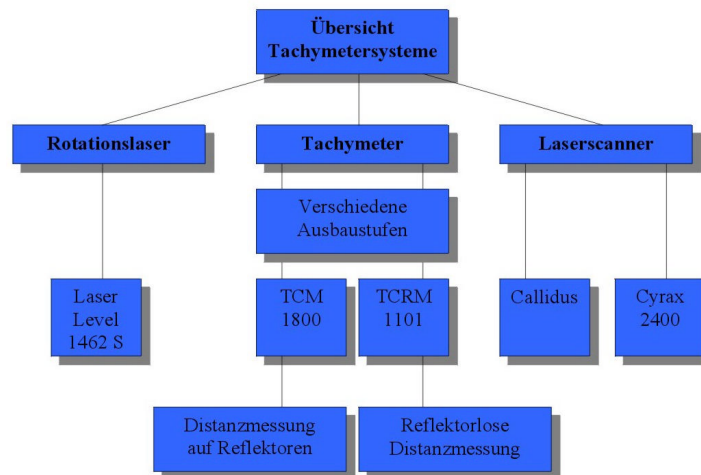 Übersicht
Tachymetersysteme
Rotationslaser
Tachymeter
Laserscanner
Verschiedene
Ausbaustufen
Laser
Level
1462 S
TCM
1800
TCRM
1101
Callidus
Cyrax
2400
Distanzmessung
auf Reflektoren
Reflektorlose
Distanzmessung